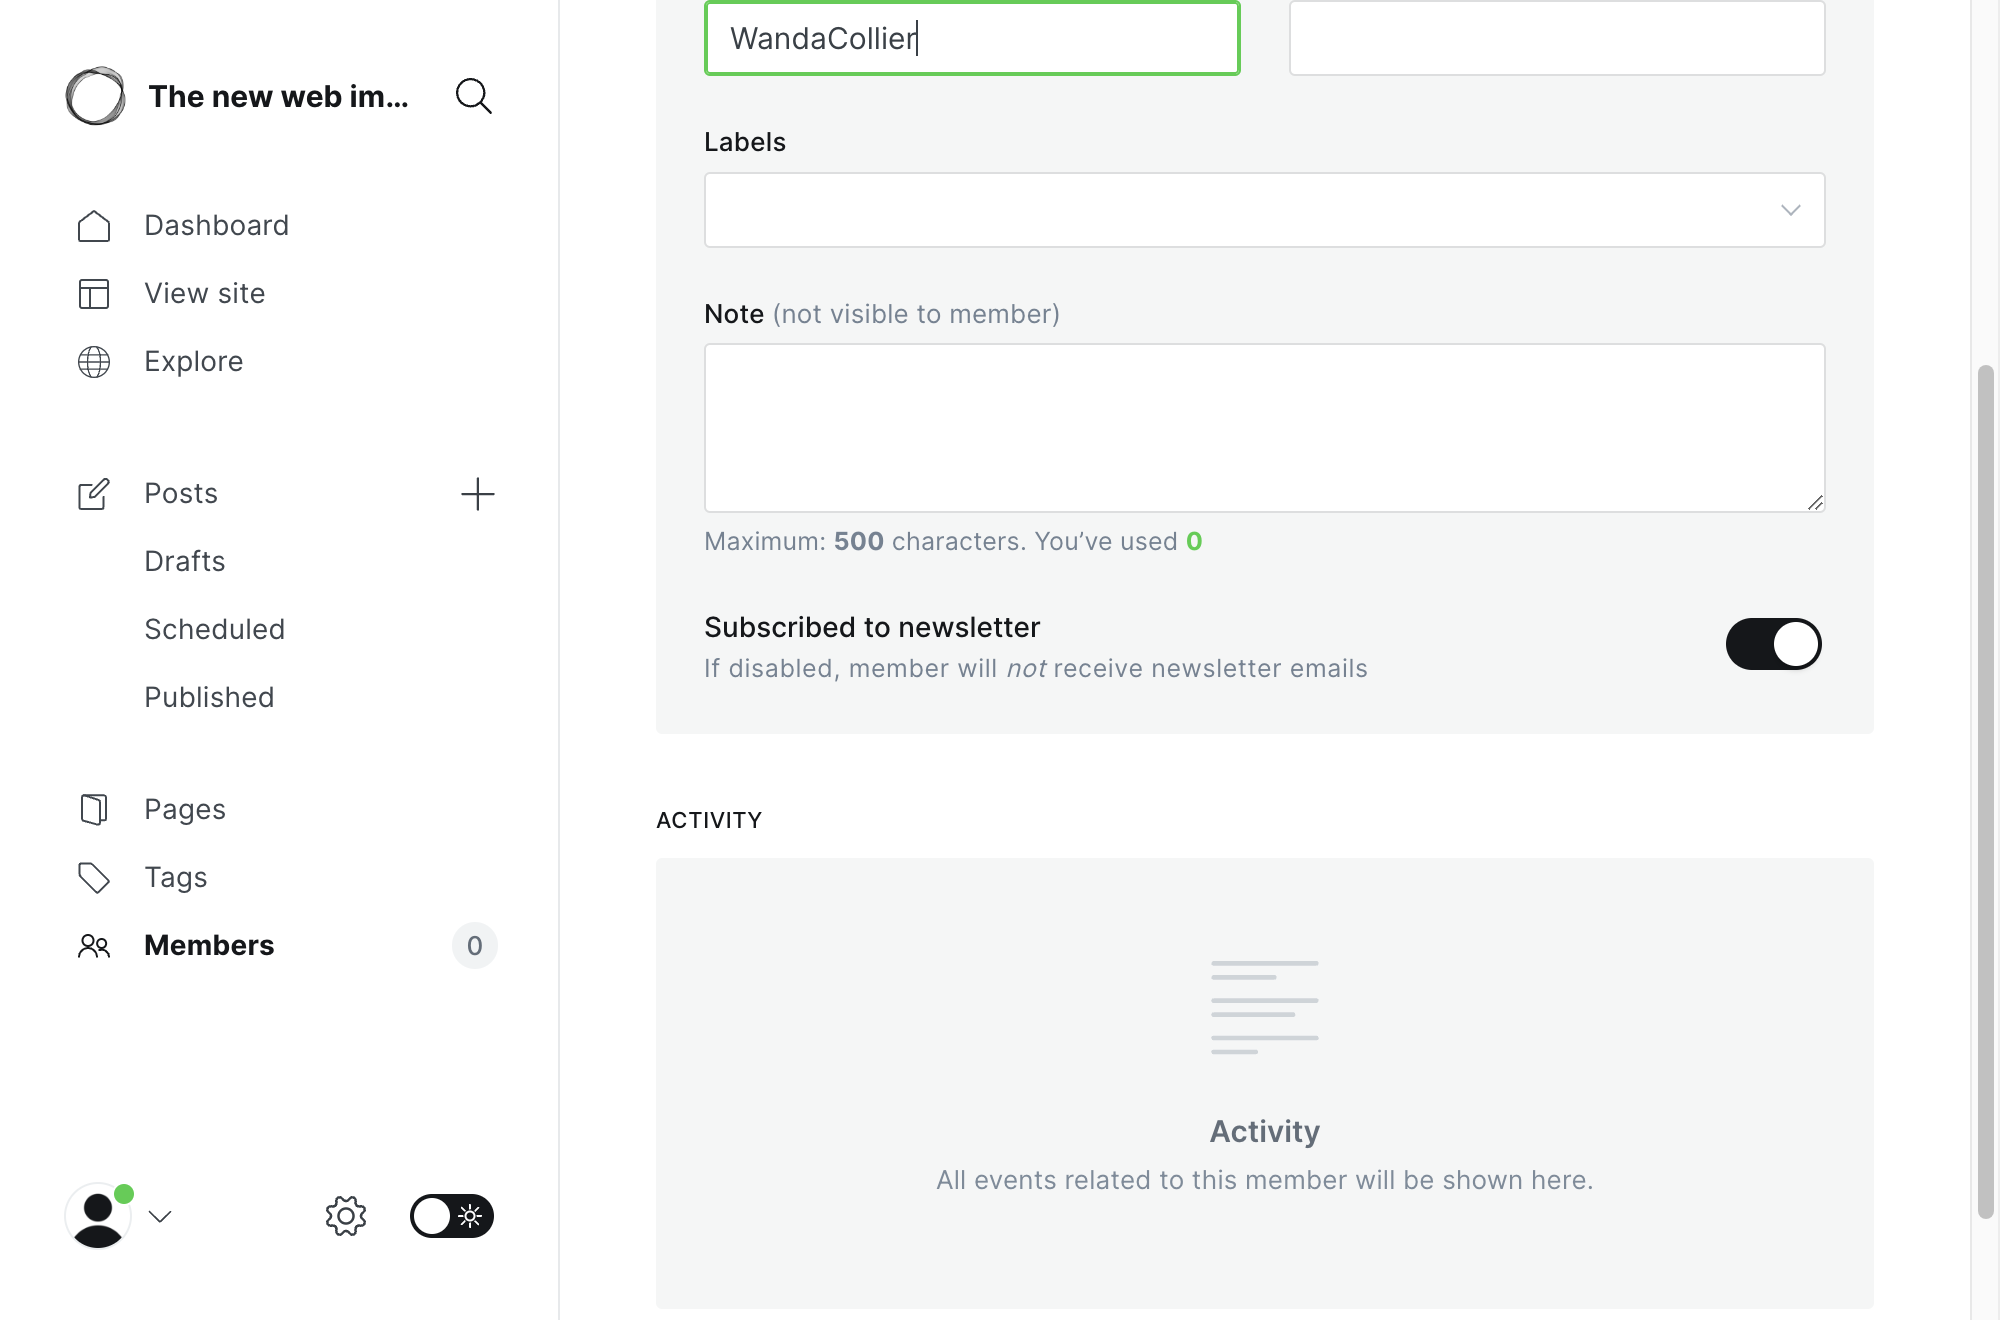 The new web im...
Dashboard
View site
Explore
Posts
Drafts
Scheduled
Published
Pages
Tags
Members
0
WandaCollier
Labels
Note (not visible to member)
Maximum: 500 characters. You’ve used 0
Subscribed to newsletter
If disabled, member will not receive newsletter emails
ACTIVITY
Activity
All events related to this member will be shown here.